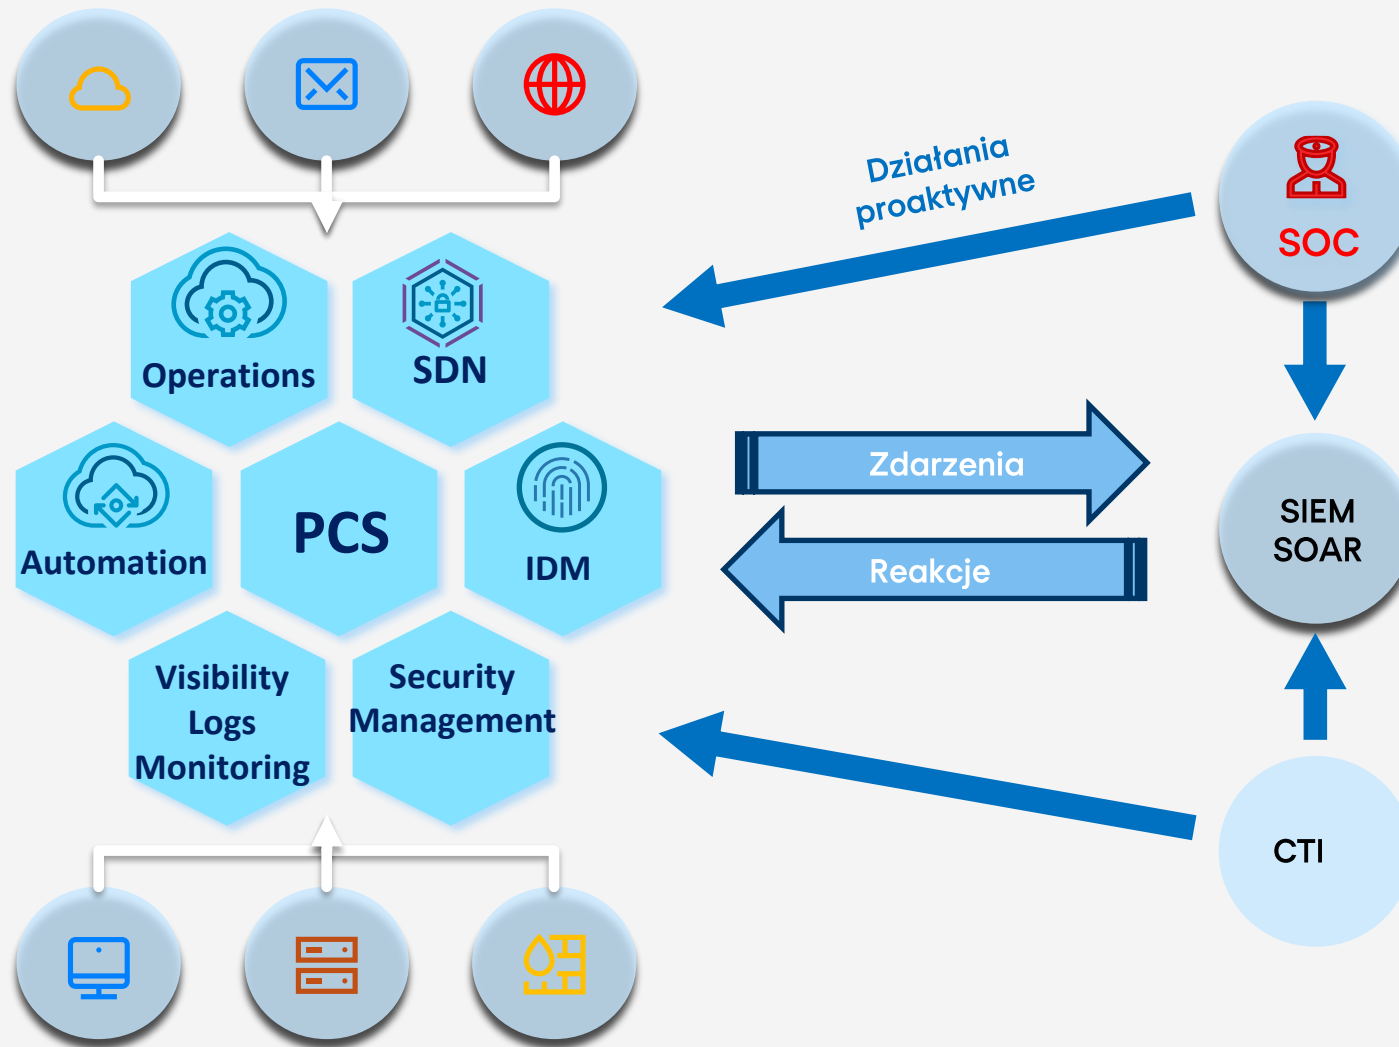 Działania
proaktywne
SOC
Operations
SDN
Zdarzenia
SIEM
SOAR
Automation
PCS
IDM
Reakcje
Visibility
Logs
Monitoring
Security
Management
CTI